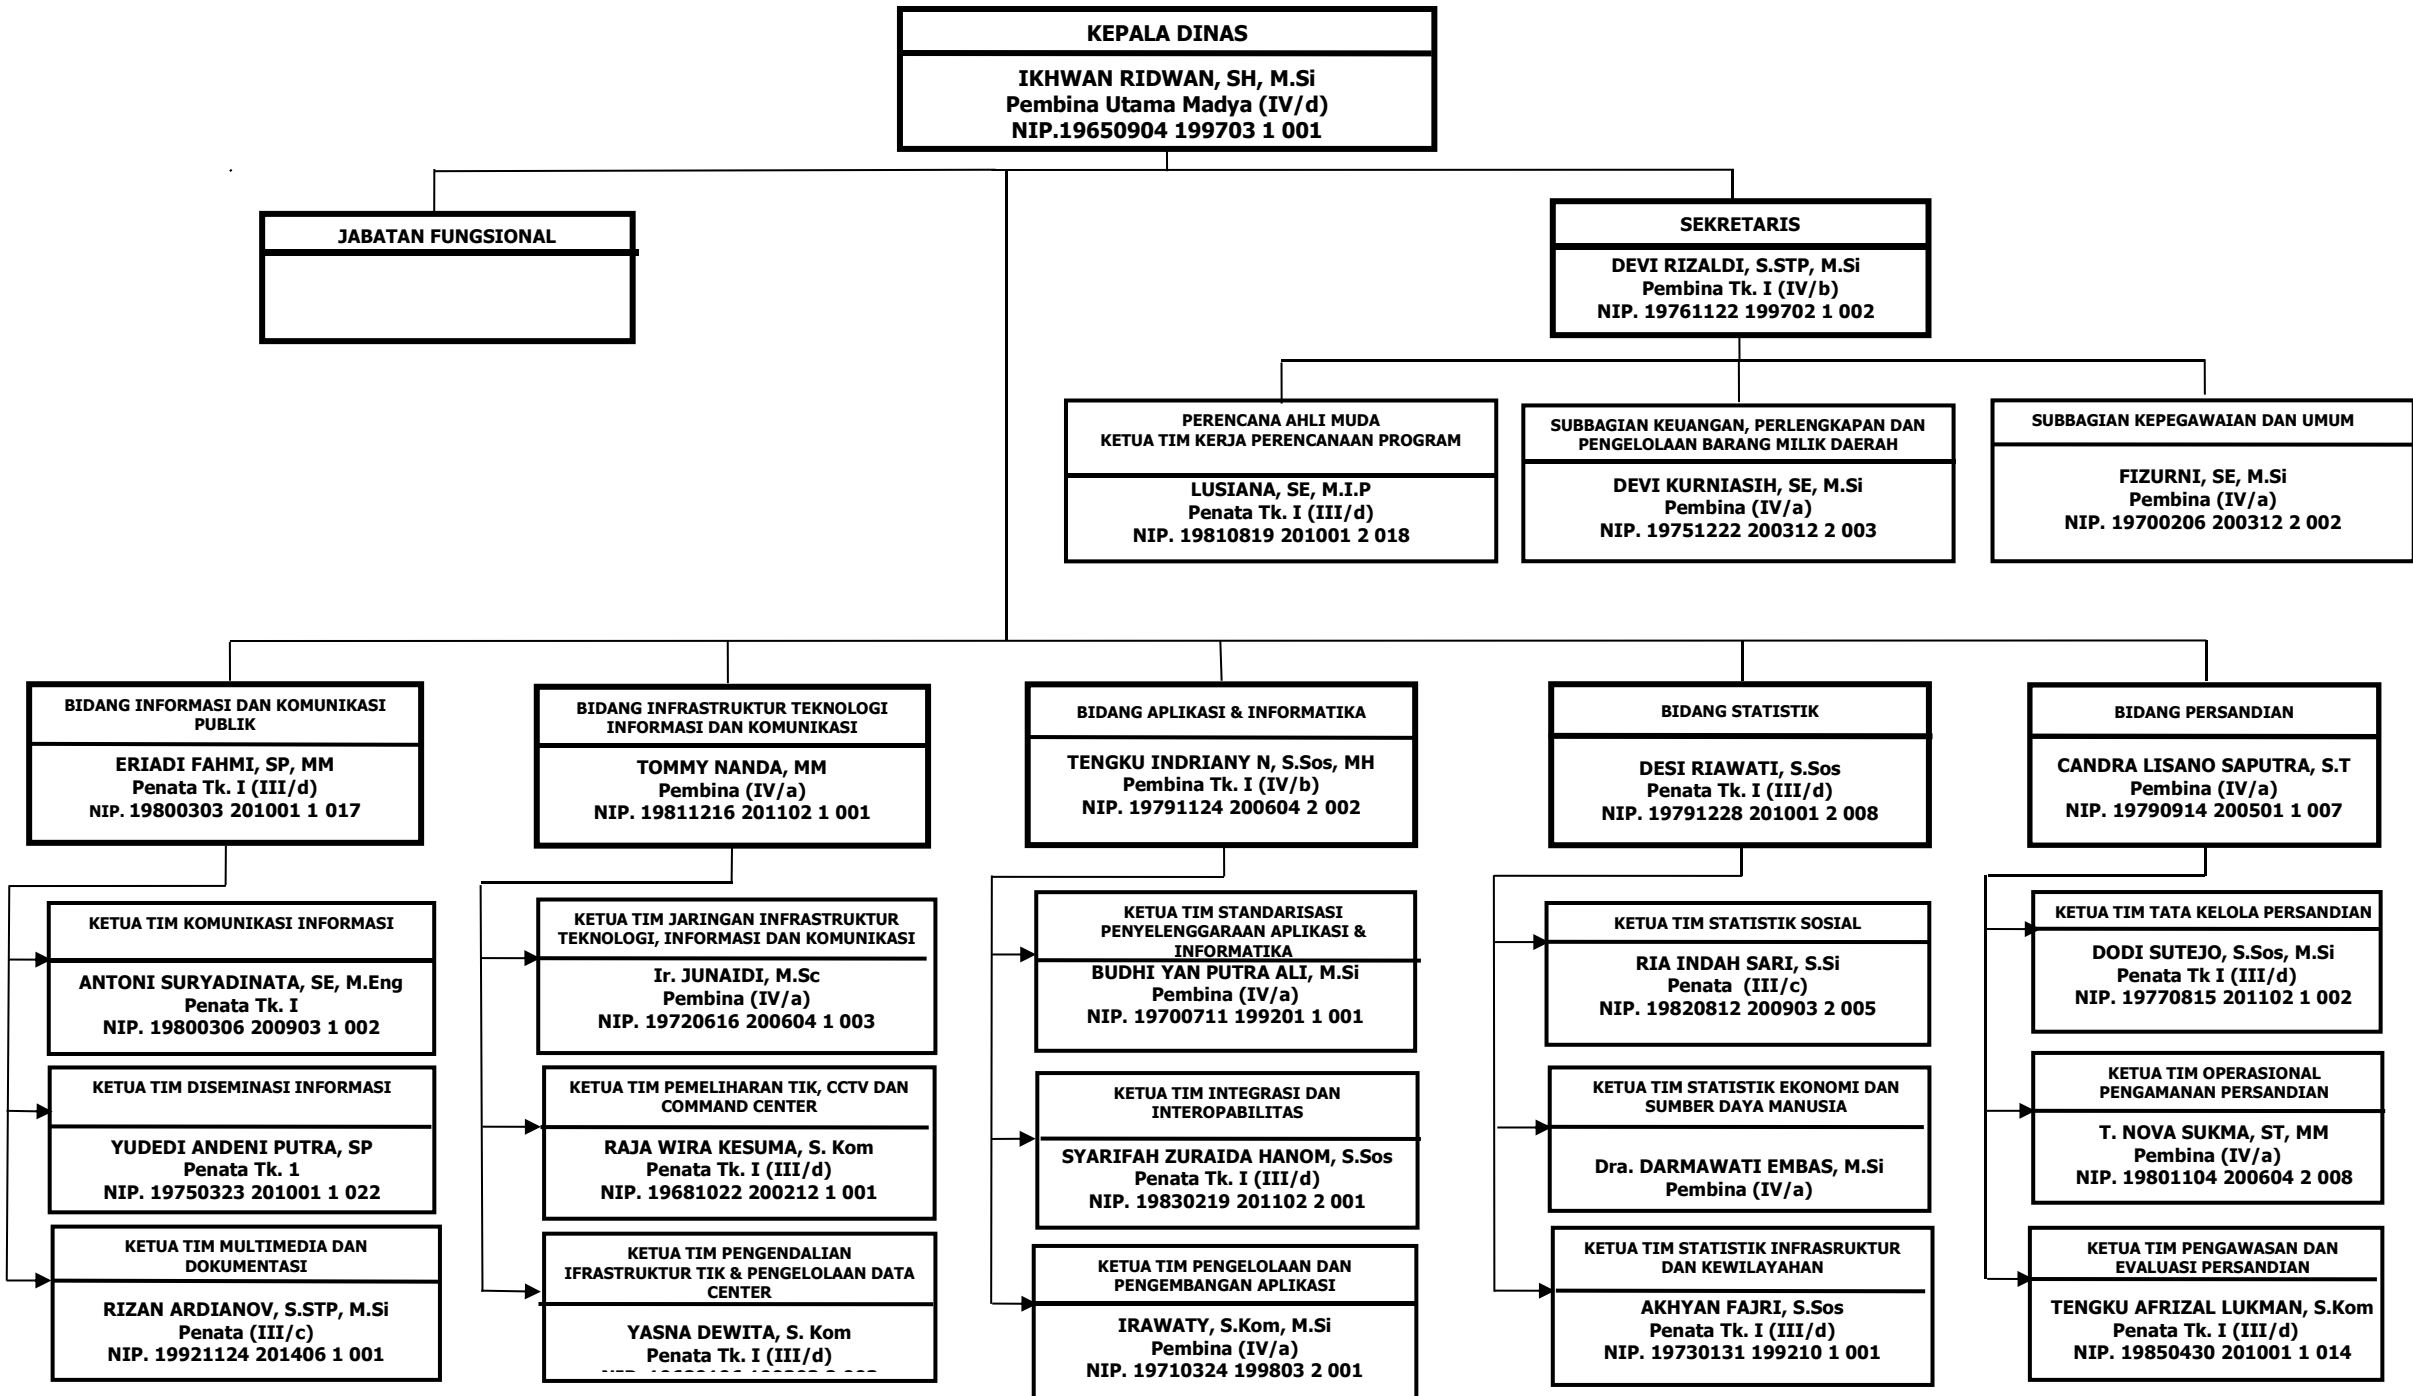 KEPALA DINAS
IKHWAN RIDWAN, SH, M.Si
Pembina Utama Madya (IV/d)
NIP.19650904 199703 1 001
JABATAN FUNGSIONAL
SEKRETARIS
DEVI RIZALDI, S.STP, M.Si
Pembina Tk. I (IV/b)
NIP. 19761122 199702 1 002
PERENCANA AHLI MUDA
KETUA TIM KERJA PERENCANAAN PROGRAM
LUSIANA, SE, M.I.P
Penata Tk. I (III/d)
NIP. 19810819 201001 2 018
SUBBAGIAN KEUANGAN, PERLENGKAPAN DAN
PENGELOLAAN BARANG MILIK DAERAH
DEVI KURNIASIH, SE, M.Si
Pembina (IV/a)
NIP. 19751222 200312 2 003
SUBBAGIAN KEPEGAWAIAN DAN UMUM
FIZURNI, SE, M.Si
Pembina (IV/a)
NIP. 19700206 200312 2 002
BIDANG INFORMASI DAN KOMUNIKASI
PUBLIK
ERIADI FAHMI, SP, MM
Penata Tk. I (III/d)
NIP. 19800303 201001 1 017
BIDANG INFRASTRUKTUR TEKNOLOGI
INFORMASI DAN KOMUNIKASI
TOMMY NANDA, MM
Pembina (IV/a)
NIP. 19811216 201102 1 001
BIDANG APLIKASI & INFORMATIKA
TENGKU INDRIANY N, S.Sos, MH
Pembina Tk. I (IV/b)
NIP. 19791124 200604 2 002
BIDANG STATISTIK
DESI RIAWATI, S.Sos
Penata Tk. I (III/d)
NIP. 19791228 201001 2 008
BIDANG PERSANDIAN
CANDRA LISANO SAPUTRA, S.T
Pembina (IV/a)
NIP. 19790914 200501 1 007
KETUA TIM KOMUNIKASI INFORMASI
ANTONI SURYADINATA, SE, M.Eng
Penata Tk. I
NIP. 19800306 200903 1 002
KETUA TIM JARINGAN INFRASTRUKTUR
TEKNOLOGI, INFORMASI DAN KOMUNIKASI
Ir. JUNAIDI, M.Sc
Pembina (IV/a)
NIP. 19720616 200604 1 003
KETUA TIM STANDARISASI
PENYELENGGARAAN APLIKASI &
INFORMATIKA
BUDHI YAN PUTRA ALI, M.Si
Pembina (IV/a)
NIP. 19700711 199201 1 001
KETUA TIM STATISTIK SOSIAL
RIA INDAH SARI, S.Si
Penata (III/c)
NIP. 19820812 200903 2 005
KETUA TIM TATA KELOLA PERSANDIAN
DODI SUTEJO, S.Sos, M.Si
Penata Tk I (III/d)
NIP. 19770815 201102 1 002
KETUA TIM DISEMINASI INFORMASI
YUDEDI ANDENI PUTRA, SP
Penata Tk. 1
NIP. 19750323 201001 1 022
KETUA TIM PEMELIHARAN TIK, CCTV DAN
COMMAND CENTER
RAJA WIRA KESUMA, S. Kom
Penata Tk. I (III/d)
NIP. 19681022 200212 1 001
KETUA TIM INTEGRASI DAN
INTEROPABILITAS
SYARIFAH ZURAIDA HANOM, S.Sos
Penata Tk. I (III/d)
NIP. 19830219 201102 2 001
KETUA TIM STATISTIK EKONOMI DAN
SUMBER DAYA MANUSIA
Dra. DARMAWATI EMBAS, M.Si
Pembina (IV/a)
KETUA TIM OPERASIONAL
PENGAMANAN PERSANDIAN
T. NOVA SUKMA, ST, MM
Pembina (IV/a)
NIP. 19801104 200604 2 008
KETUA TIM MULTIMEDIA DAN
DOKUMENTASI
RIZAN ARDIANOV, S.STP, M.Si
Penata (III/c)
NIP. 19921124 201406 1 001
KETUA TIM PENGENDALIAN
IFRASTRUKTUR TIK & PENGELOLAAN DATA
CENTER
YASNA DEWITA, S. Kom
Penata Tk. I (III/d)
KETUA TIM PENGELOLAAN DAN
PENGEMBANGAN APLIKASI
IRAWATY, S.Kom, M.Si
Pembina (IV/a)
NIP. 19710324 199803 2 001
KETUA TIM STATISTIK INFRASRUKTUR
DAN KEWILAYAHAN
AKHYAN FAJRI, S.Sos
Penata Tk. I (III/d)
NIP. 19730131 199210 1 001
KETUA TIM PENGAWASAN DAN
EVALUASI PERSANDIAN
TENGKU AFRIZAL LUKMAN, S.Kom
Penata Tk. I (III/d)
NIP. 19850430 201001 1 014